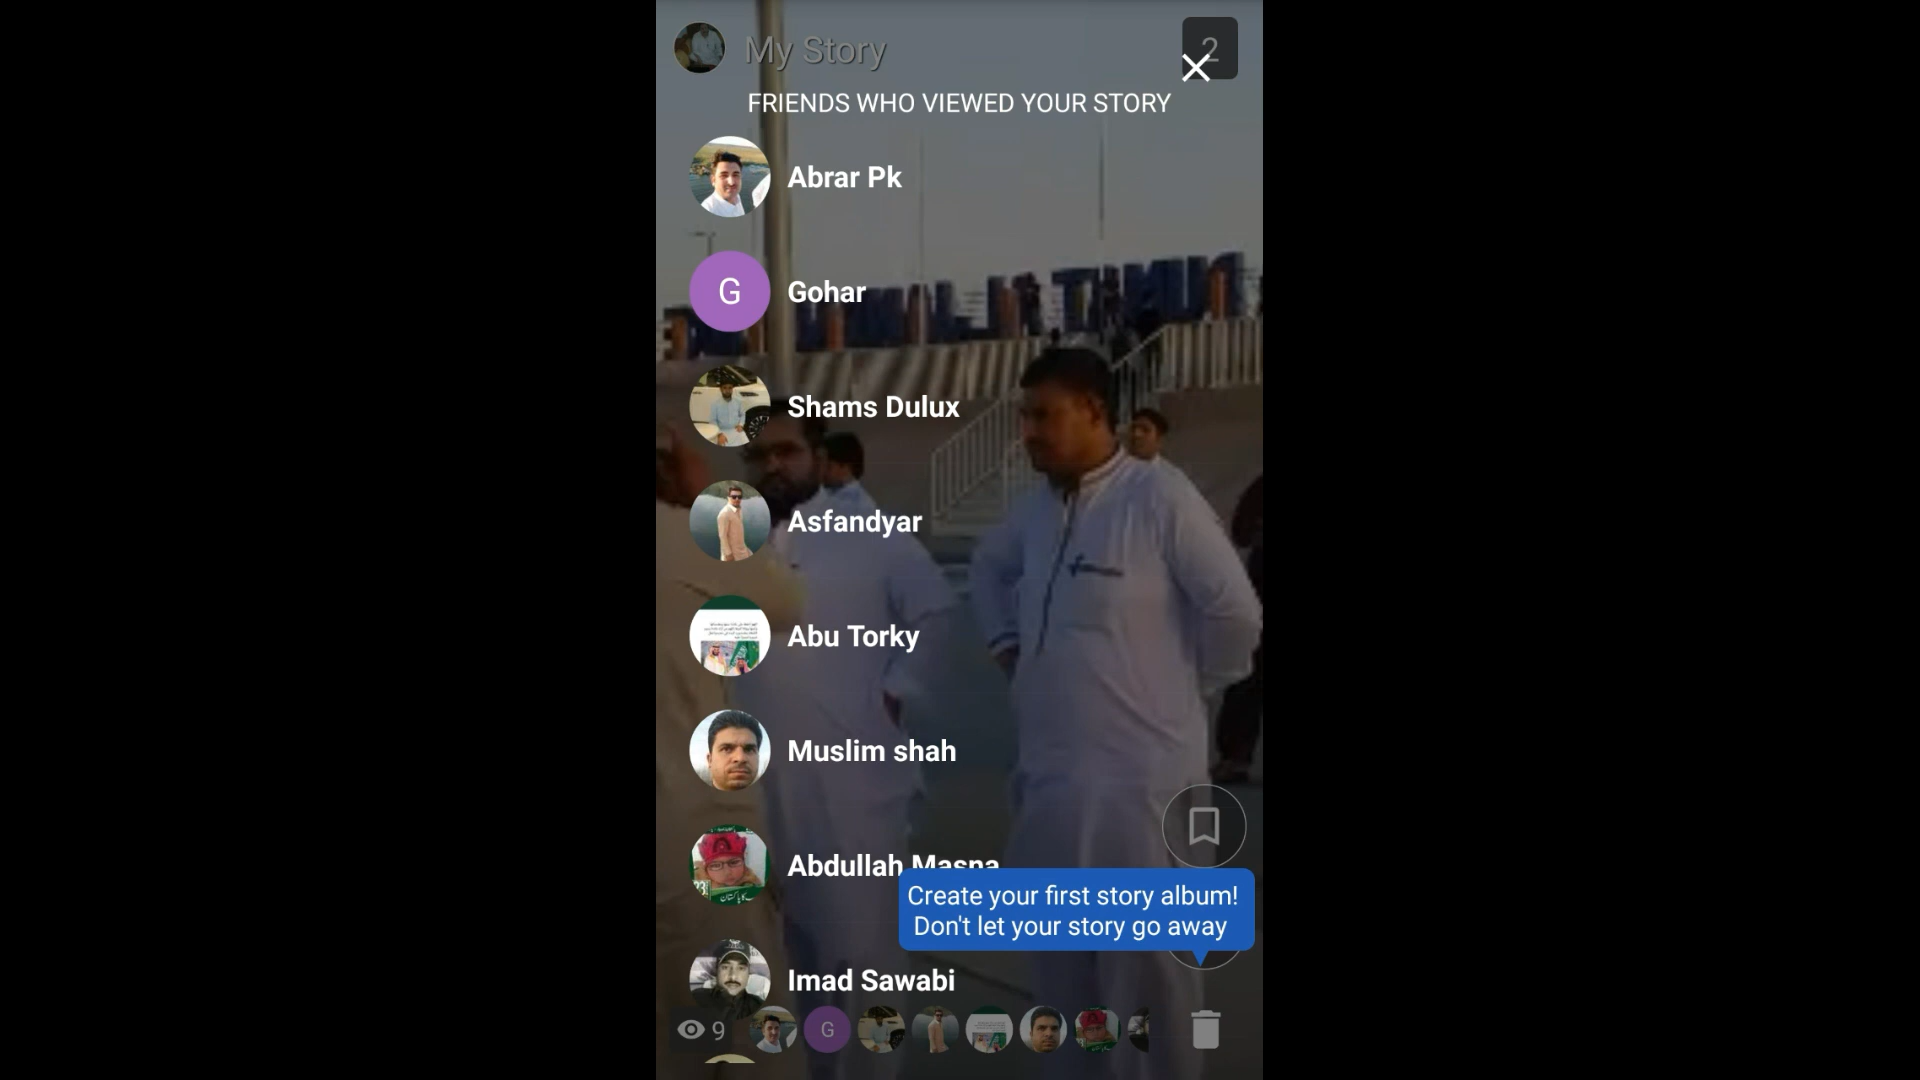 My Story
2
FRIENDS WHO VIEWED YOUR STORY
Abrar Pk
G
Gohar
Shams Dulux
Asfandyar
Abu Torky
Muslim shah
Abdullah Masna
Create your first story album!
Don't let your story go away
Imad Sawabi
9
G